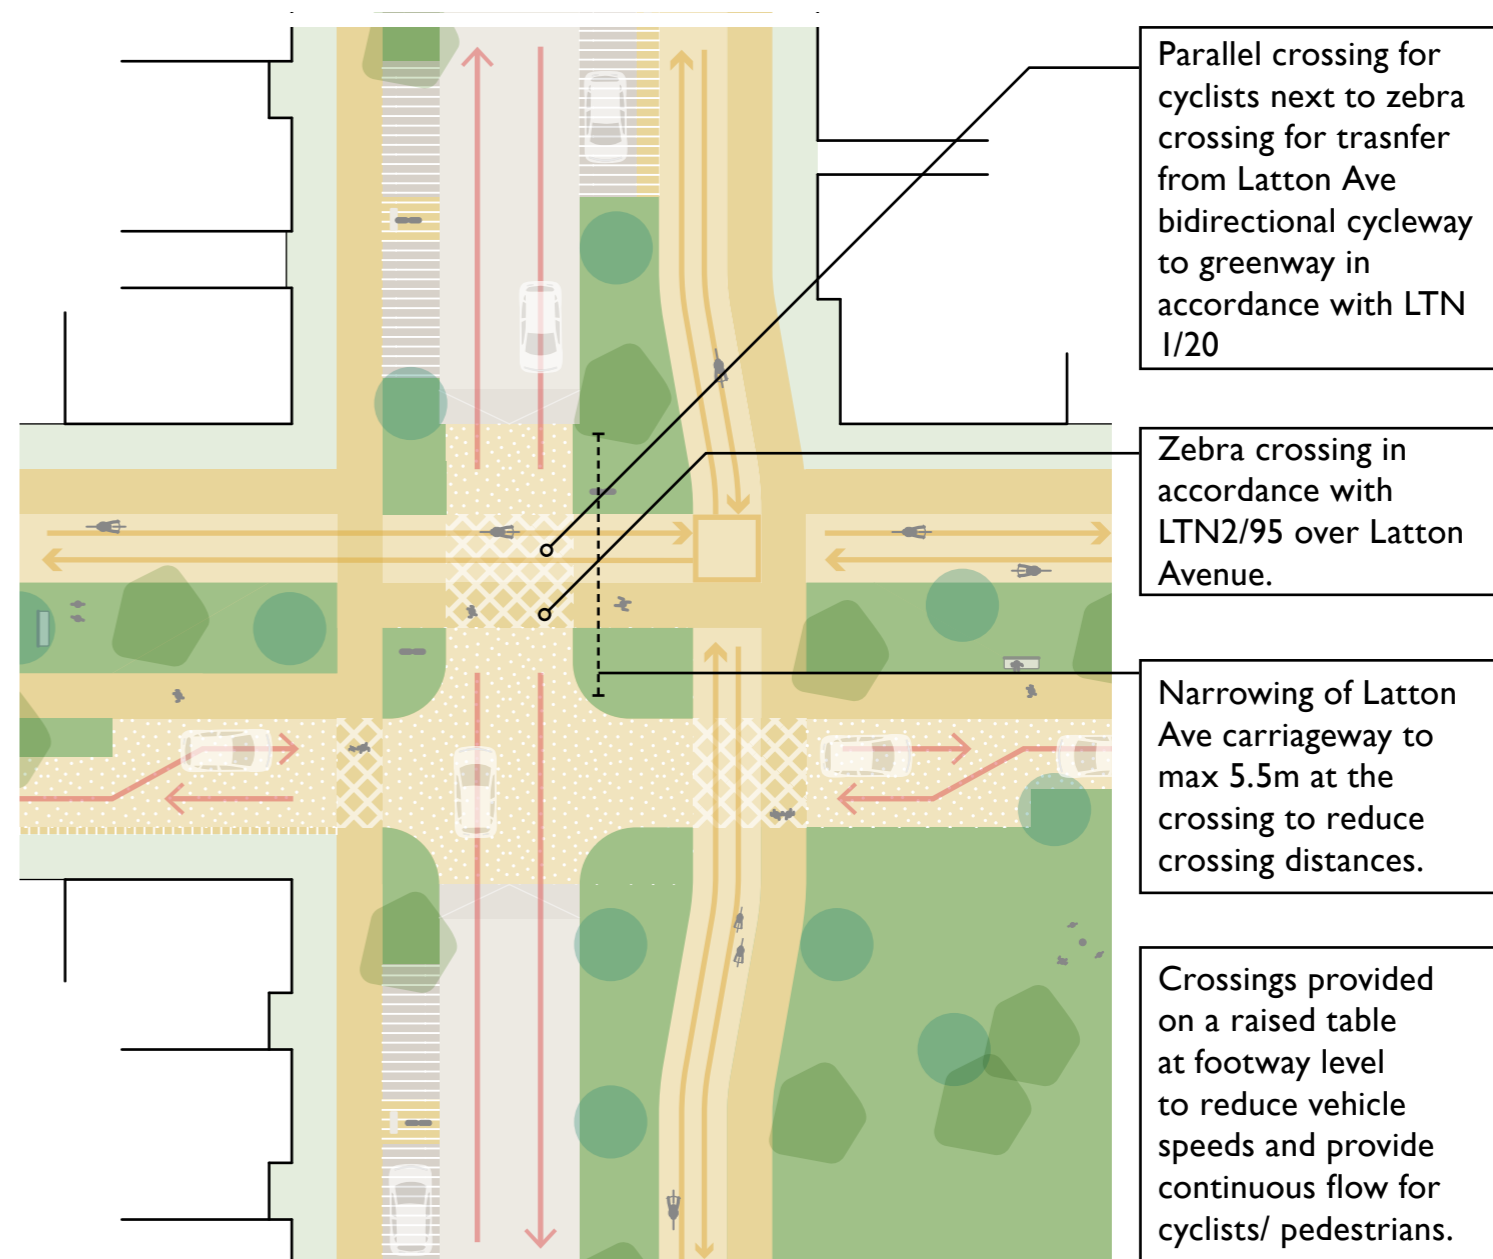 Parallel crossing for
cyclists next to zebra
crossing for trasnfer
from Latton Ave
bidirectional cycleway
to greenway in
accordance with LTN
1/20
Zebra crossing in
accordance with
LTN2/95 over Latton
Avenue.
Narrowing of Latton
Ave carriageway to
max 5.5m at the
crossing to reduce
crossing distances.
Crossings provided
on a raised table
at footway level
to reduce vehicle
speeds and provide
continuous flow for
cyclists/ pedestrians.